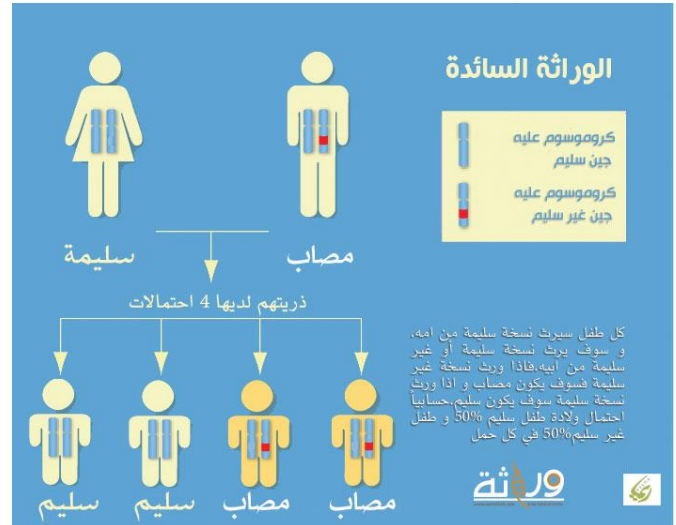 الوراثة السائدة
كروموسوم عليه
جين سليم
كروموسوم عليه
جين غير سليم
سليمة
مصاب
ذريتهم لديها 4 احتمالات
كل طفل سيرث نسخة سليمة من امه.
و سوف يرث نسخة سليمة أو غير
سليمة من ابيه.فاذا ورث نسخة غير
سليمة فسوف يكون مصاب و اذا ورث
نسخة سليمة سوف يكون سليم.حسابياً
احتمال ولادة طفل سليم 50% و طفل
غير سليم50% في كل حمل
سليم
سليم
مصاب
مصاب
وراثة